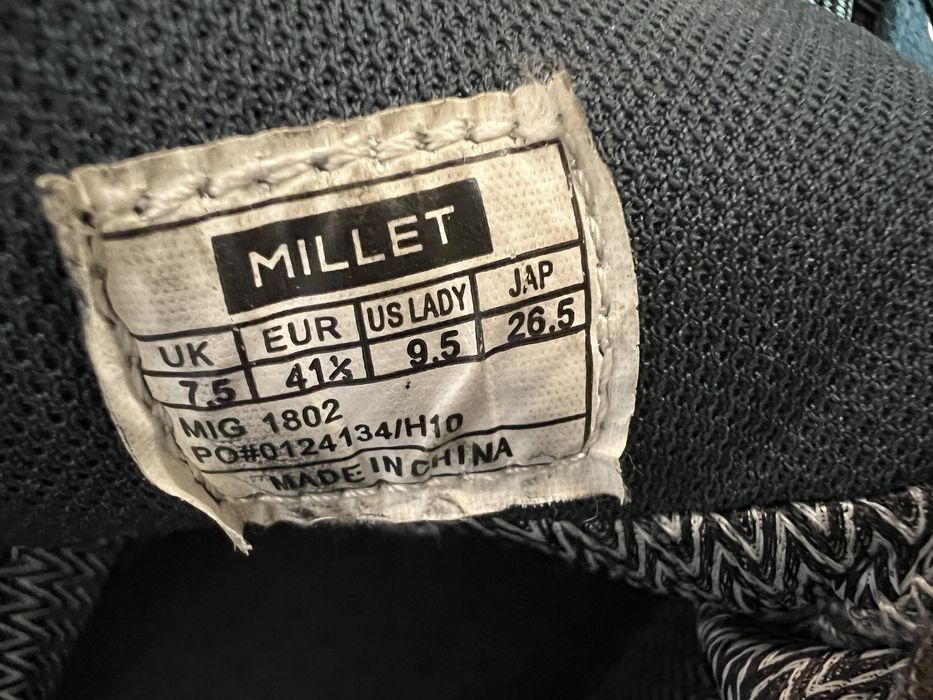 MILLET
UK EUR US LADY JAP
7.5 41⅓ 9.5 26.5
MIG 1802
PO#0124134/H10
MADE IN CHINA